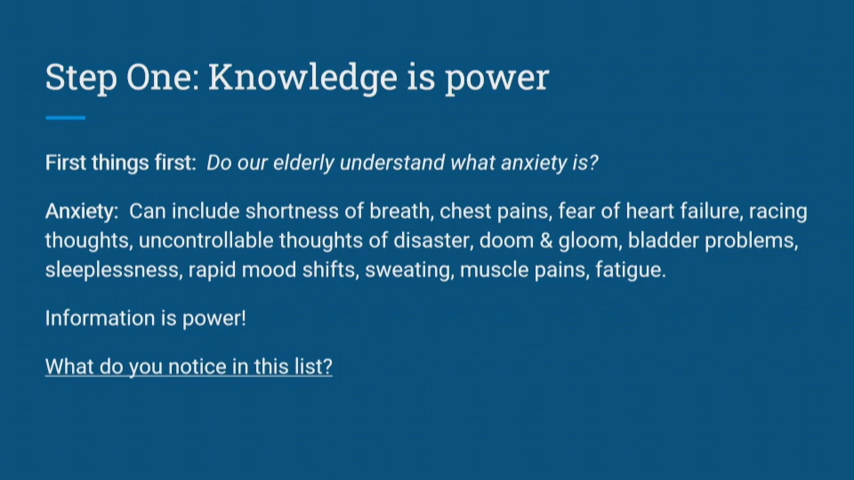 Step One: Knowledge is power
First things first: Do our elderly understand what anxiety is?
Anxiety: Can include shortness of breath, chest pains, fear of heart failure, racing
thoughts, uncontrollable thoughts of disaster, doom & gloom, bladder problems,
sleeplessness, rapid mood shifts, sweating, muscle pains, fatigue.
Information is power!
What do you notice in this list?